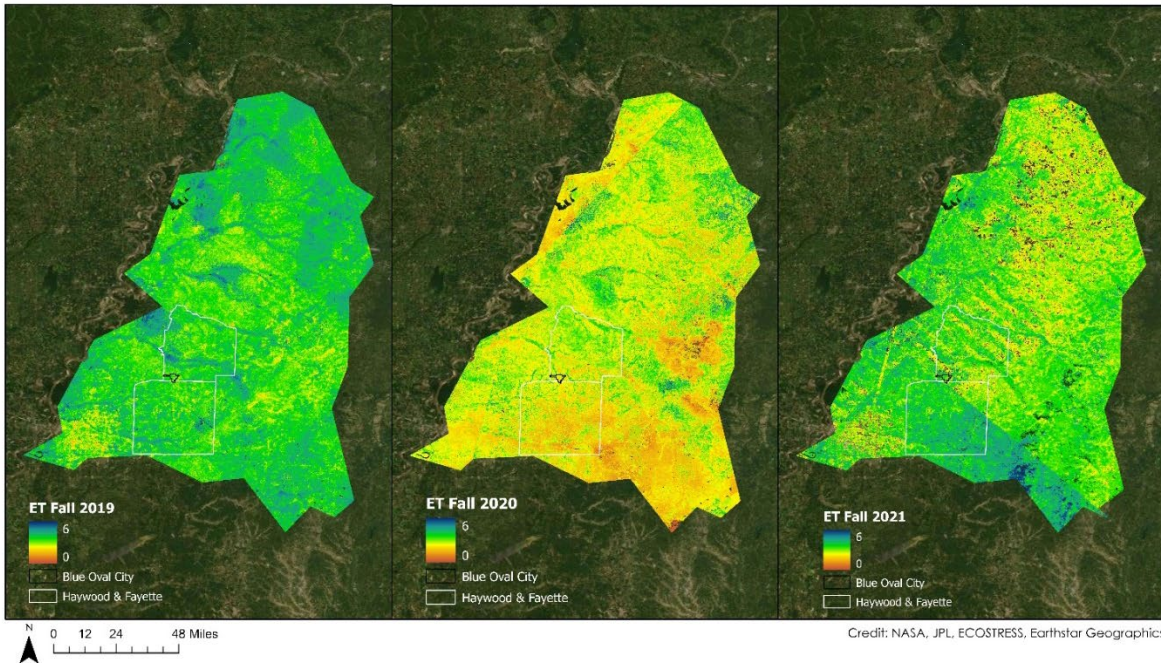 ET Fall 2019
6
0
Blue Oval City
Haywood & Fayette
ET Fall 2020
6
0
Blue Oval City
Haywood & Fayette
ET Fall 2021
6
0
Blue Oval City
Haywood & Fayette
N
0 12 24 48 Miles
Credit: NASA, JPL, ECOSTRESS, Earthstar Geographics